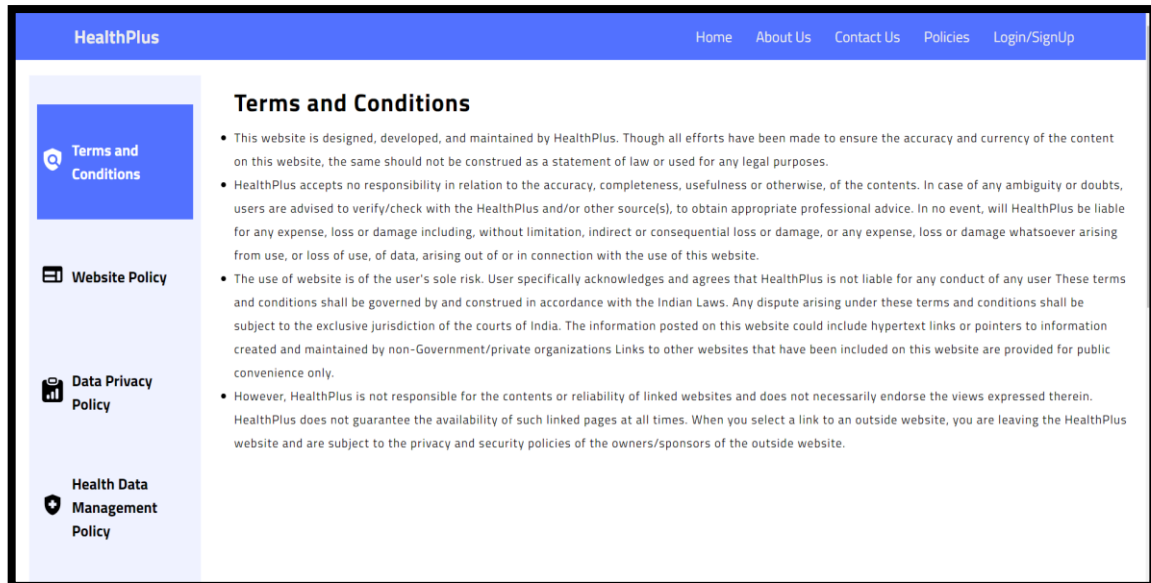 HealthPlus
Home About Us Contact Us Policies Login/SignUp
Terms and
Conditions
Website Policy
Data Privacy
Policy
Health Data
Management
Policy
Terms and Conditions
• This website is designed, developed, and maintained by HealthPlus. Though all efforts have been made to ensure the accuracy and currency of the content
on this website, the same should not be construed as a statement of law or used for any legal purposes.
• HealthPlus accepts no responsibility in relation to the accuracy, completeness, usefulness or otherwise, of the contents. In case of any ambiguity or doubts,
users are advised to verify/check with the HealthPlus and/or other source(s), to obtain appropriate professional advice. In no event, will HealthPlus be liable
for any expense, loss or damage including, without limitation, indirect or consequential loss or damage, or any expense, loss or damage whatsoever arising
from use, or loss of use, of data, arising out of or in connection with the use of this website.
• The use of website is of the user's sole risk. User specifically acknowledges and agrees that HealthPlus is not liable for any conduct of any user These terms
and conditions shall be governed by and construed in accordance with the Indian Laws. Any dispute arising under these terms and conditions shall be
subject to the exclusive jurisdiction of the courts of India. The information posted on this website could include hypertext links or pointers to information
created and maintained by non-Government/private organizations Links to other websites that have been included on this website are provided for public
convenience only.
• However, HealthPlus is not responsible for the contents or reliability of linked websites and does not necessarily endorse the views expressed therein.
HealthPlus does not guarantee the availability of such linked pages at all times. When you select a link to an outside website, you are leaving the HealthPlus
website and are subject to the privacy and security policies of the owners/sponsors of the outside website.